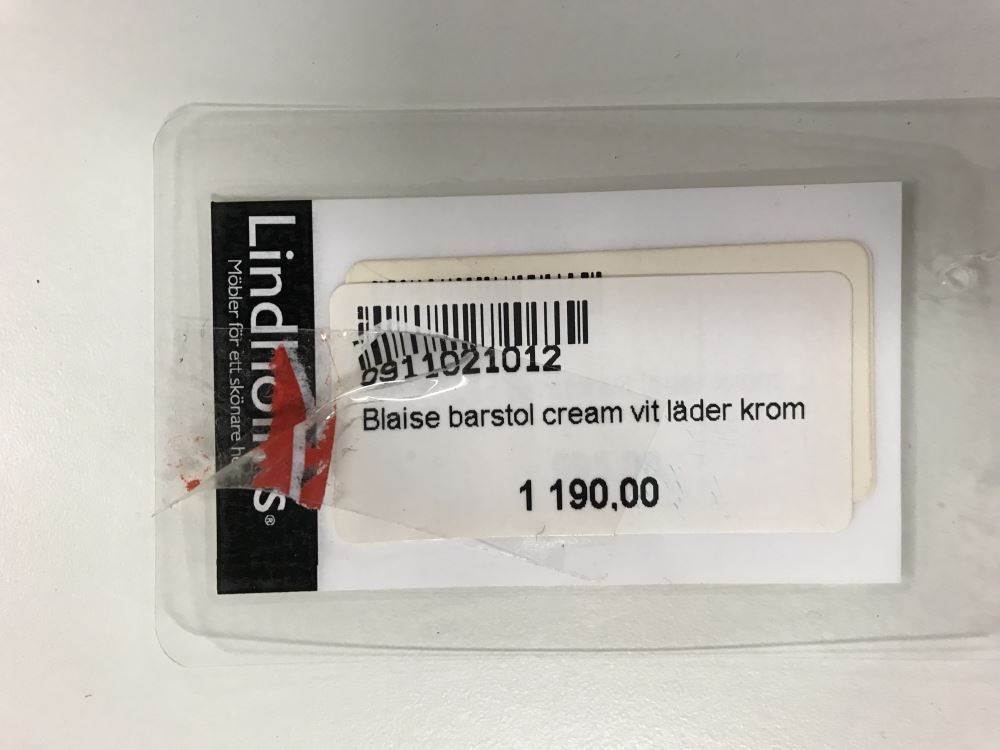 Lindholms®
Möbler för ett skönare
0911021012
Blaise barstol cream vit läder krom
1 190,00